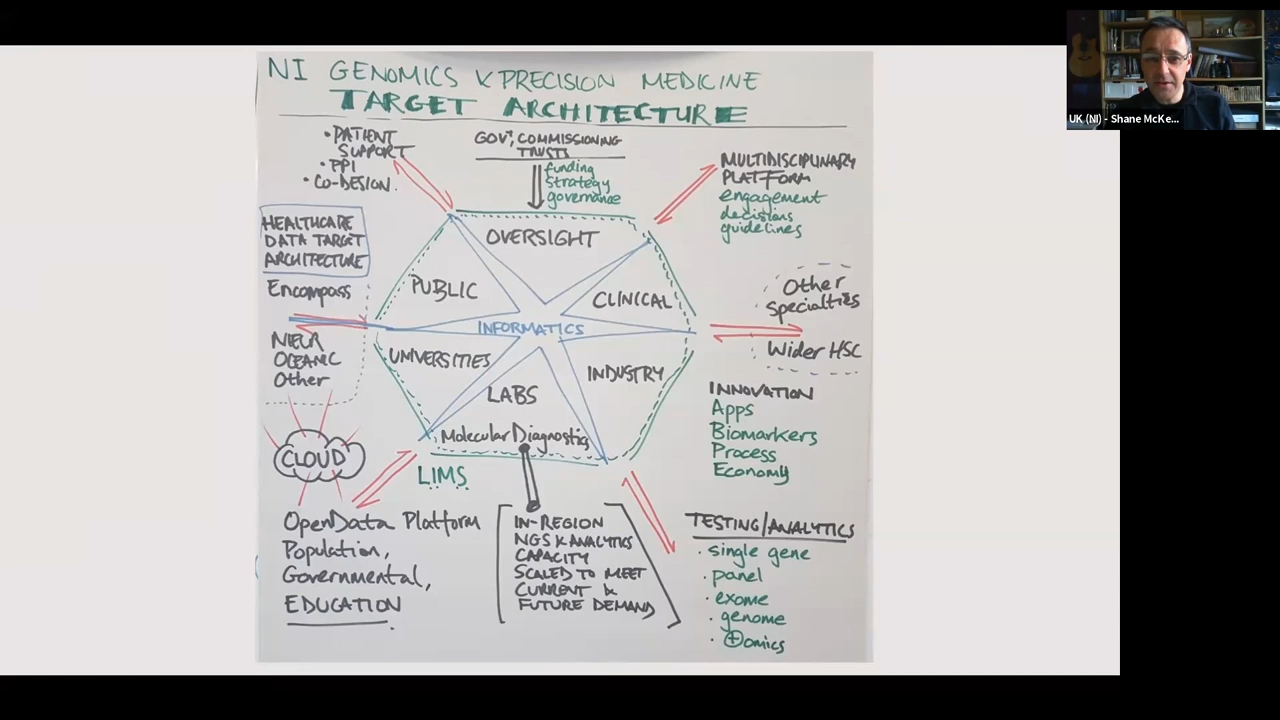 NI GENOMICS & PRECISION MEDICINE
TARGET ARCHITECTURE
• PATIENT
SUPPORT
• PPI
• CO-DESIGN.
GOVT, COMMISSIONING
TRUSTS
funding
strategy
governance
MULTIDISCIPLINARY
PLATFORM
engagement
decisions
guidelines
HEALTHCARE
DATA TARGET
ARCHITECTURE
Encompass
NIECR
OCEANIC
Other
OVERSIGHT
PUBLIC
CLINICAL
INFORMATICS
UNIVERSITIES
INDUSTRY
LABS
Molecular Diagnostics
LIMS
Other
Specialties
Wider HSC
INNOVATION
Apps
Biomarkers
Process
Economy
CLOUD
OpenData Platform
Population,
Governmental,
EDUCATION
IN-REGION
NGS & ANALYTICS
CAPACITY
SCALED TO MEET
CURRENT &
FUTURE DEMAND
TESTING/ANALYTICS
• single gene
• panel
• exome
• genome
• + omics
UK (NI) - Shane McKe...